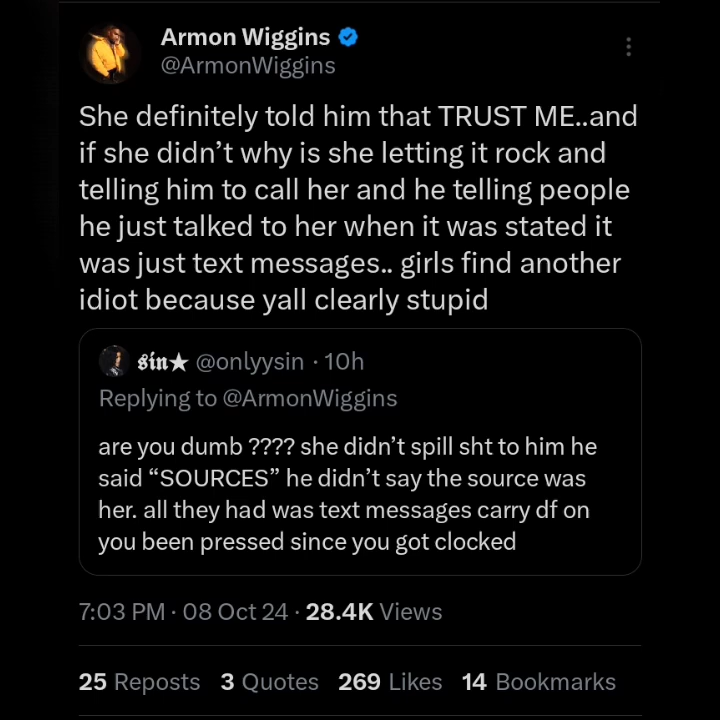 Armon Wiggins
@ArmonWiggins
She definitely told him that TRUST ME..and
if she didn’t why is she letting it rock and
telling him to call her and he telling people
he just talked to her when it was stated it
was just text messages.. girls find another
idiot because yall clearly stupid
𝖘𝖎𝖓★ @onlyysin · 10h
Replying to @ArmonWiggins
are you dumb ???? she didn’t spill sht to him he
said “SOURCES” he didn’t say the source was
her. all they had was text messages carry df on
you been pressed since you got clocked
7:03 PM · 08 Oct 24 · 28.4K Views
25 Reposts 3 Quotes 269 Likes 14 Bookmarks